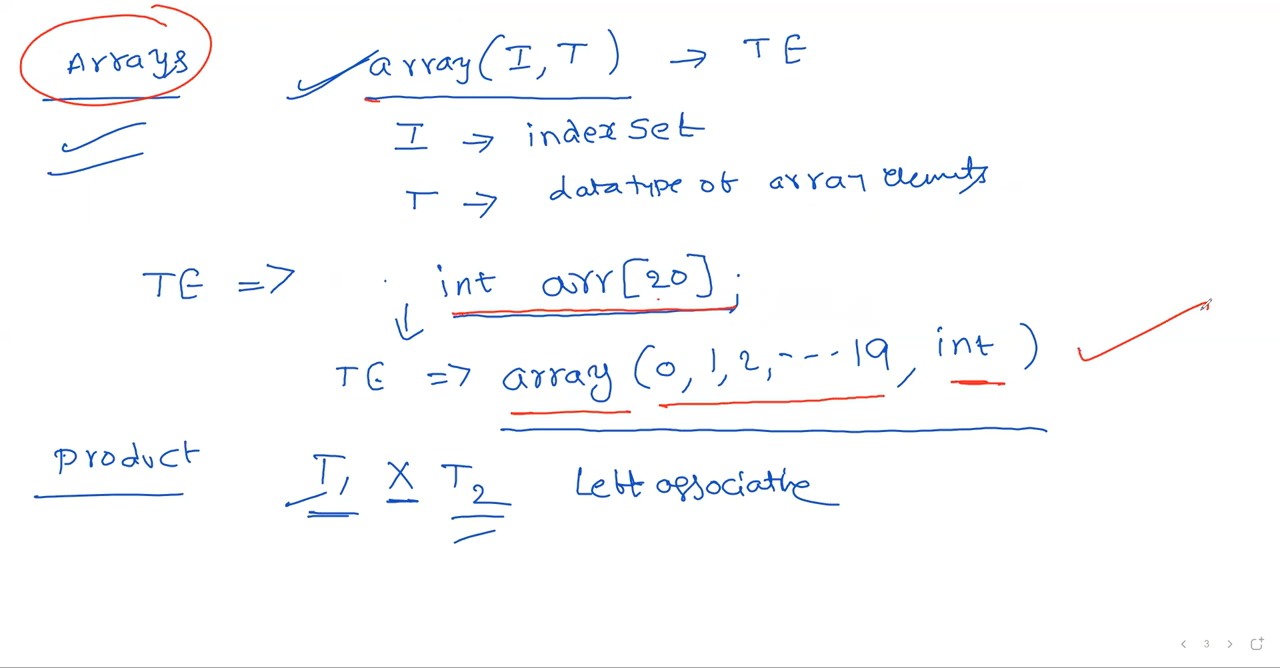 Arrays array(I, T) → TE
I → index set
T → datatype of array elements
TE => int arr[20];
TE => array (0, 1, 2, ---- 19, int )
product T1 X T2 Left associative
3